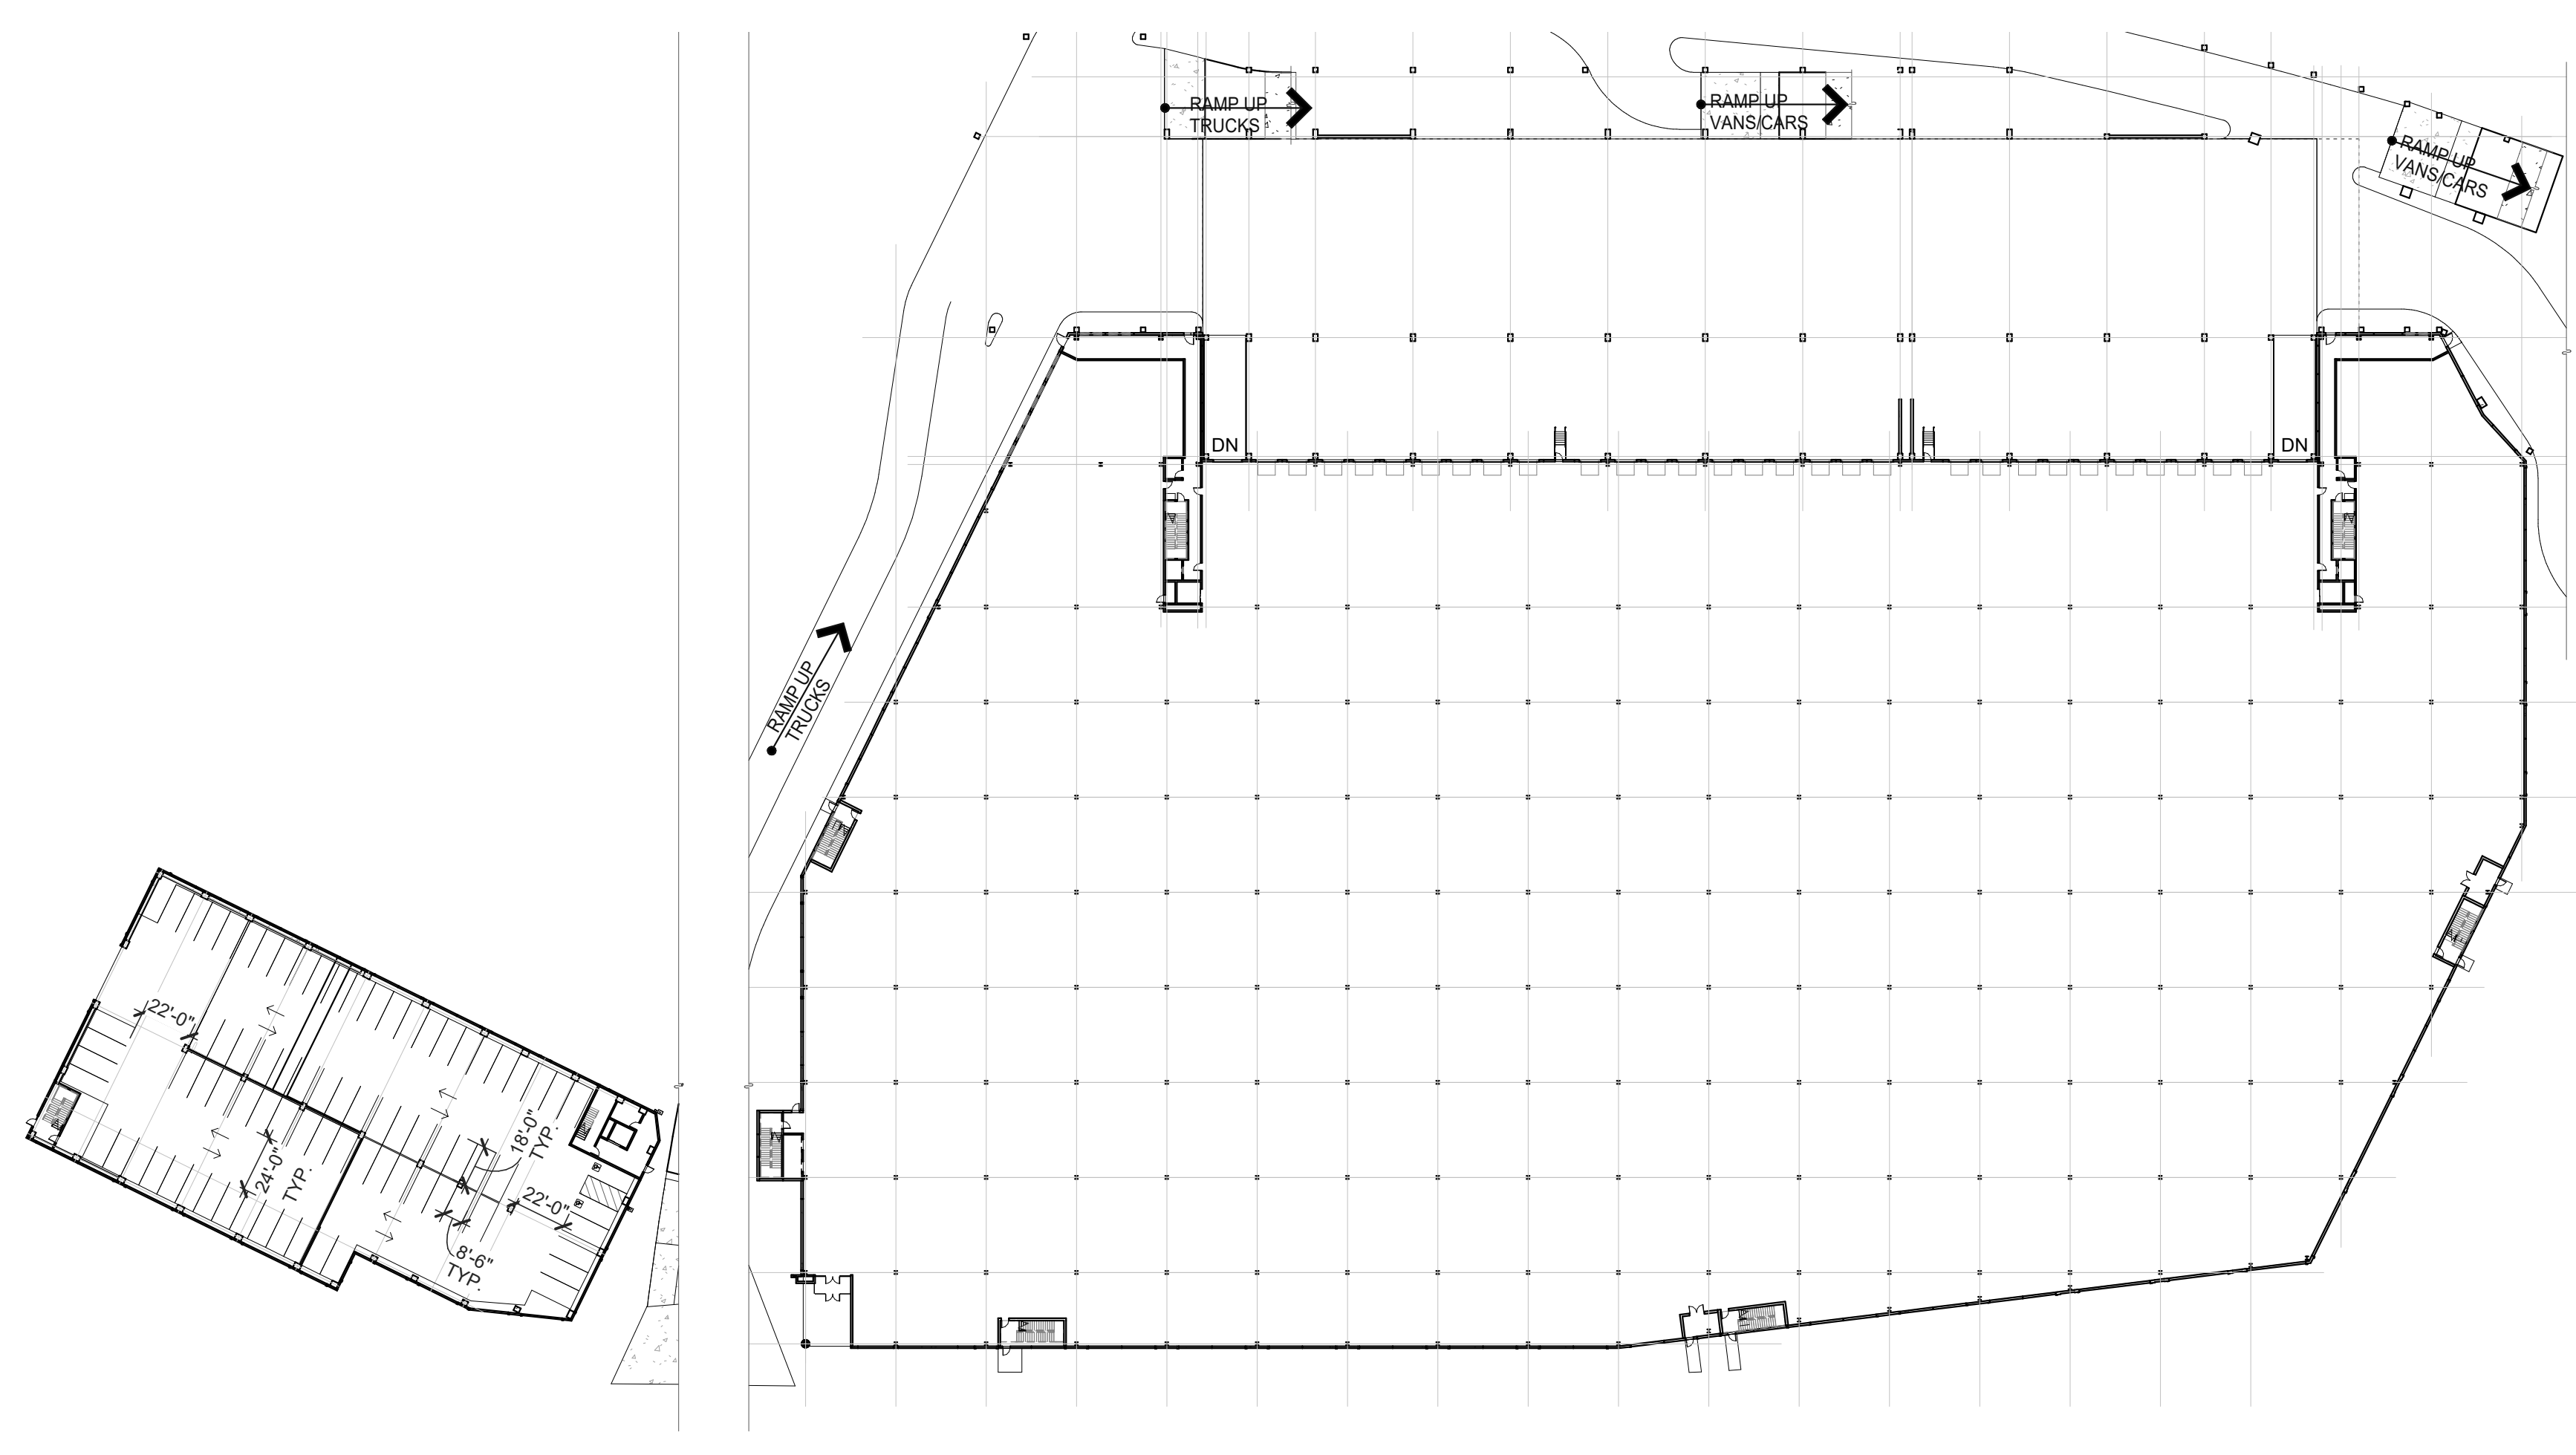 RAMP UP
TRUCKS
RAMP UP
VANS/CARS
RAMP UP
VANS/CARS
DN
DN
RAMP UP
TRUCKS
22'-0"
18'-0"
TYP.
24'-0"
TYP.
22'-0"
8'-6"
TYP.